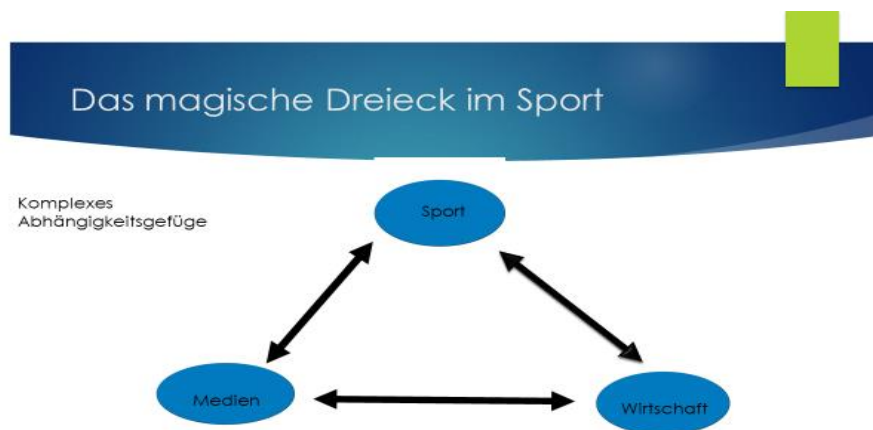 Das magische Dreieck im Sport
Komplexes
Abhängigkeitsgefüge
Sport
Medien
Wirtschaft